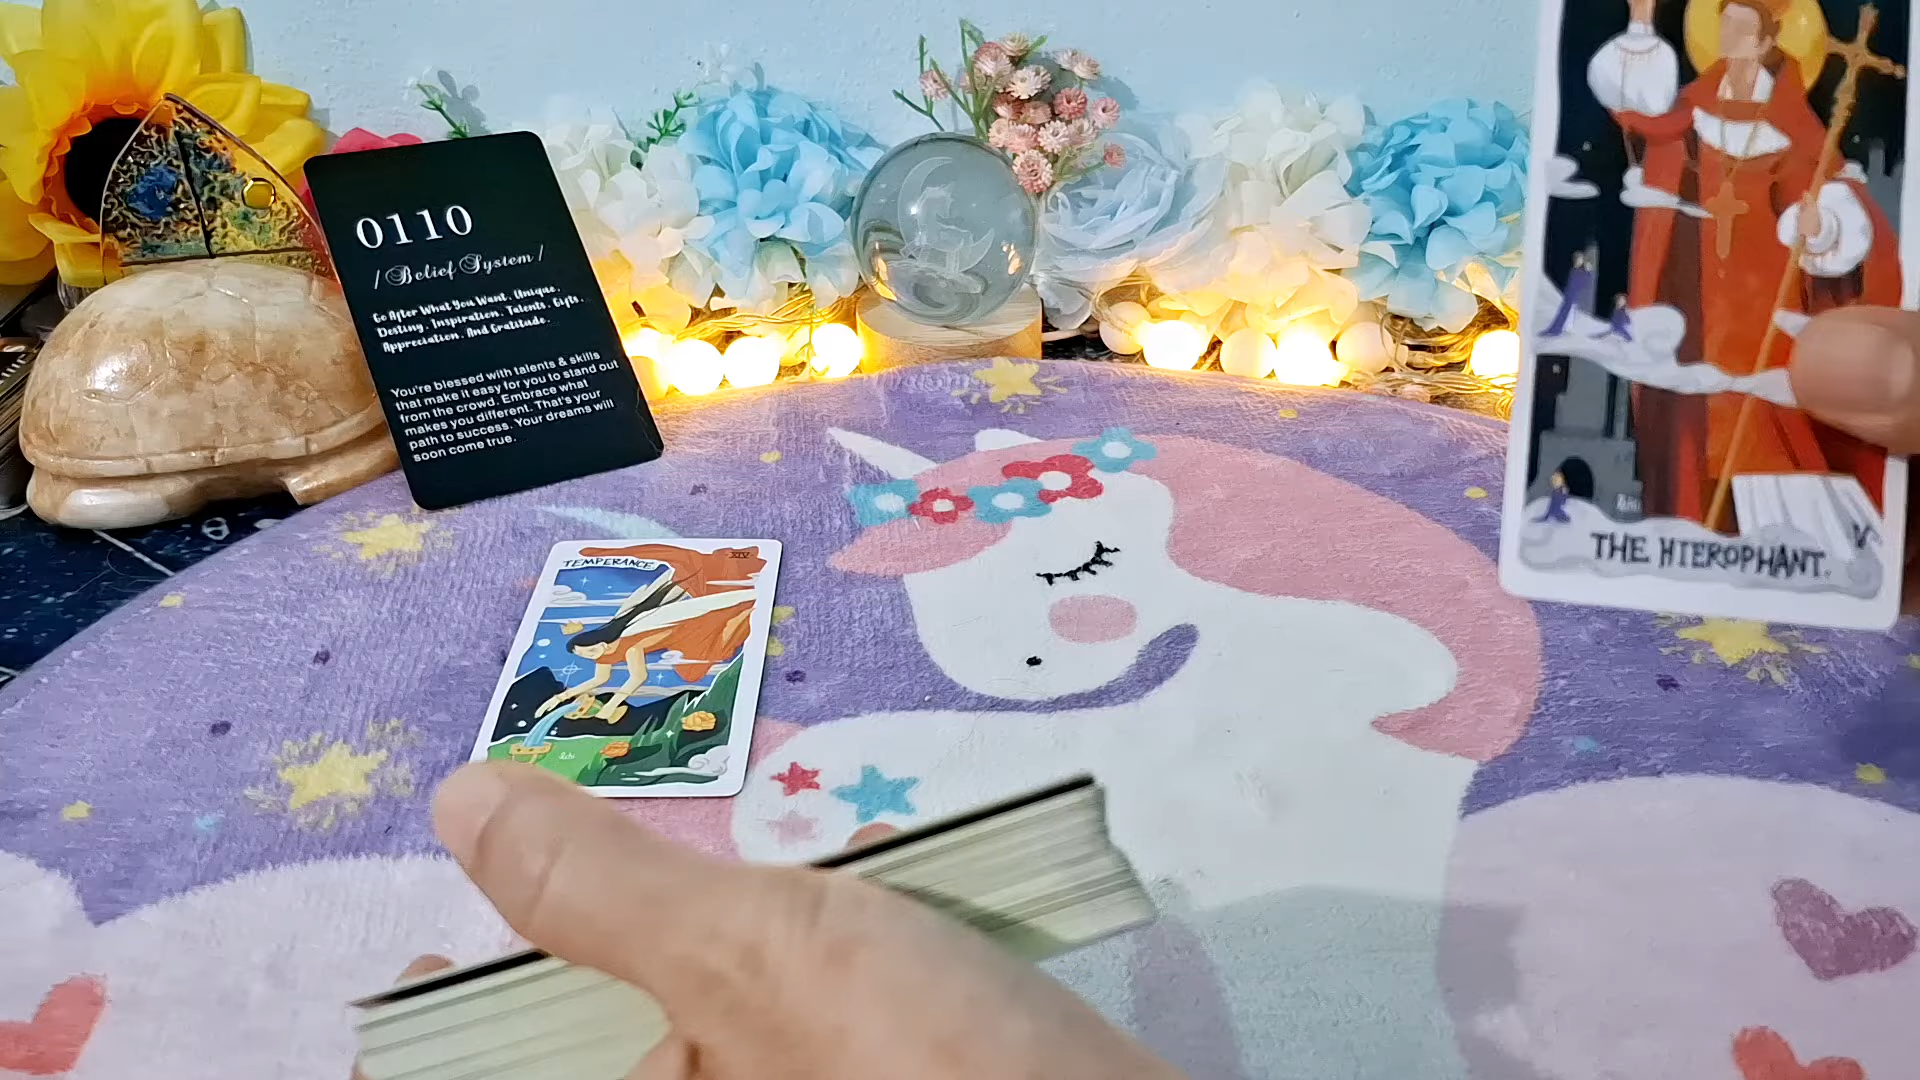 0110
/ Belief System /
Go After What You Want. Unique.
Destiny. Inspiration. Talents. Gifts.
Appreciation. And Gratitude.
You're blessed with talents & skills
that make it easy for you to stand out
from the crowd. Embrace what
makes you different. That's your
path to success. Your dreams will
soon come true.
TEMPERANCE
XIV
V
THE HIEROPHANT.